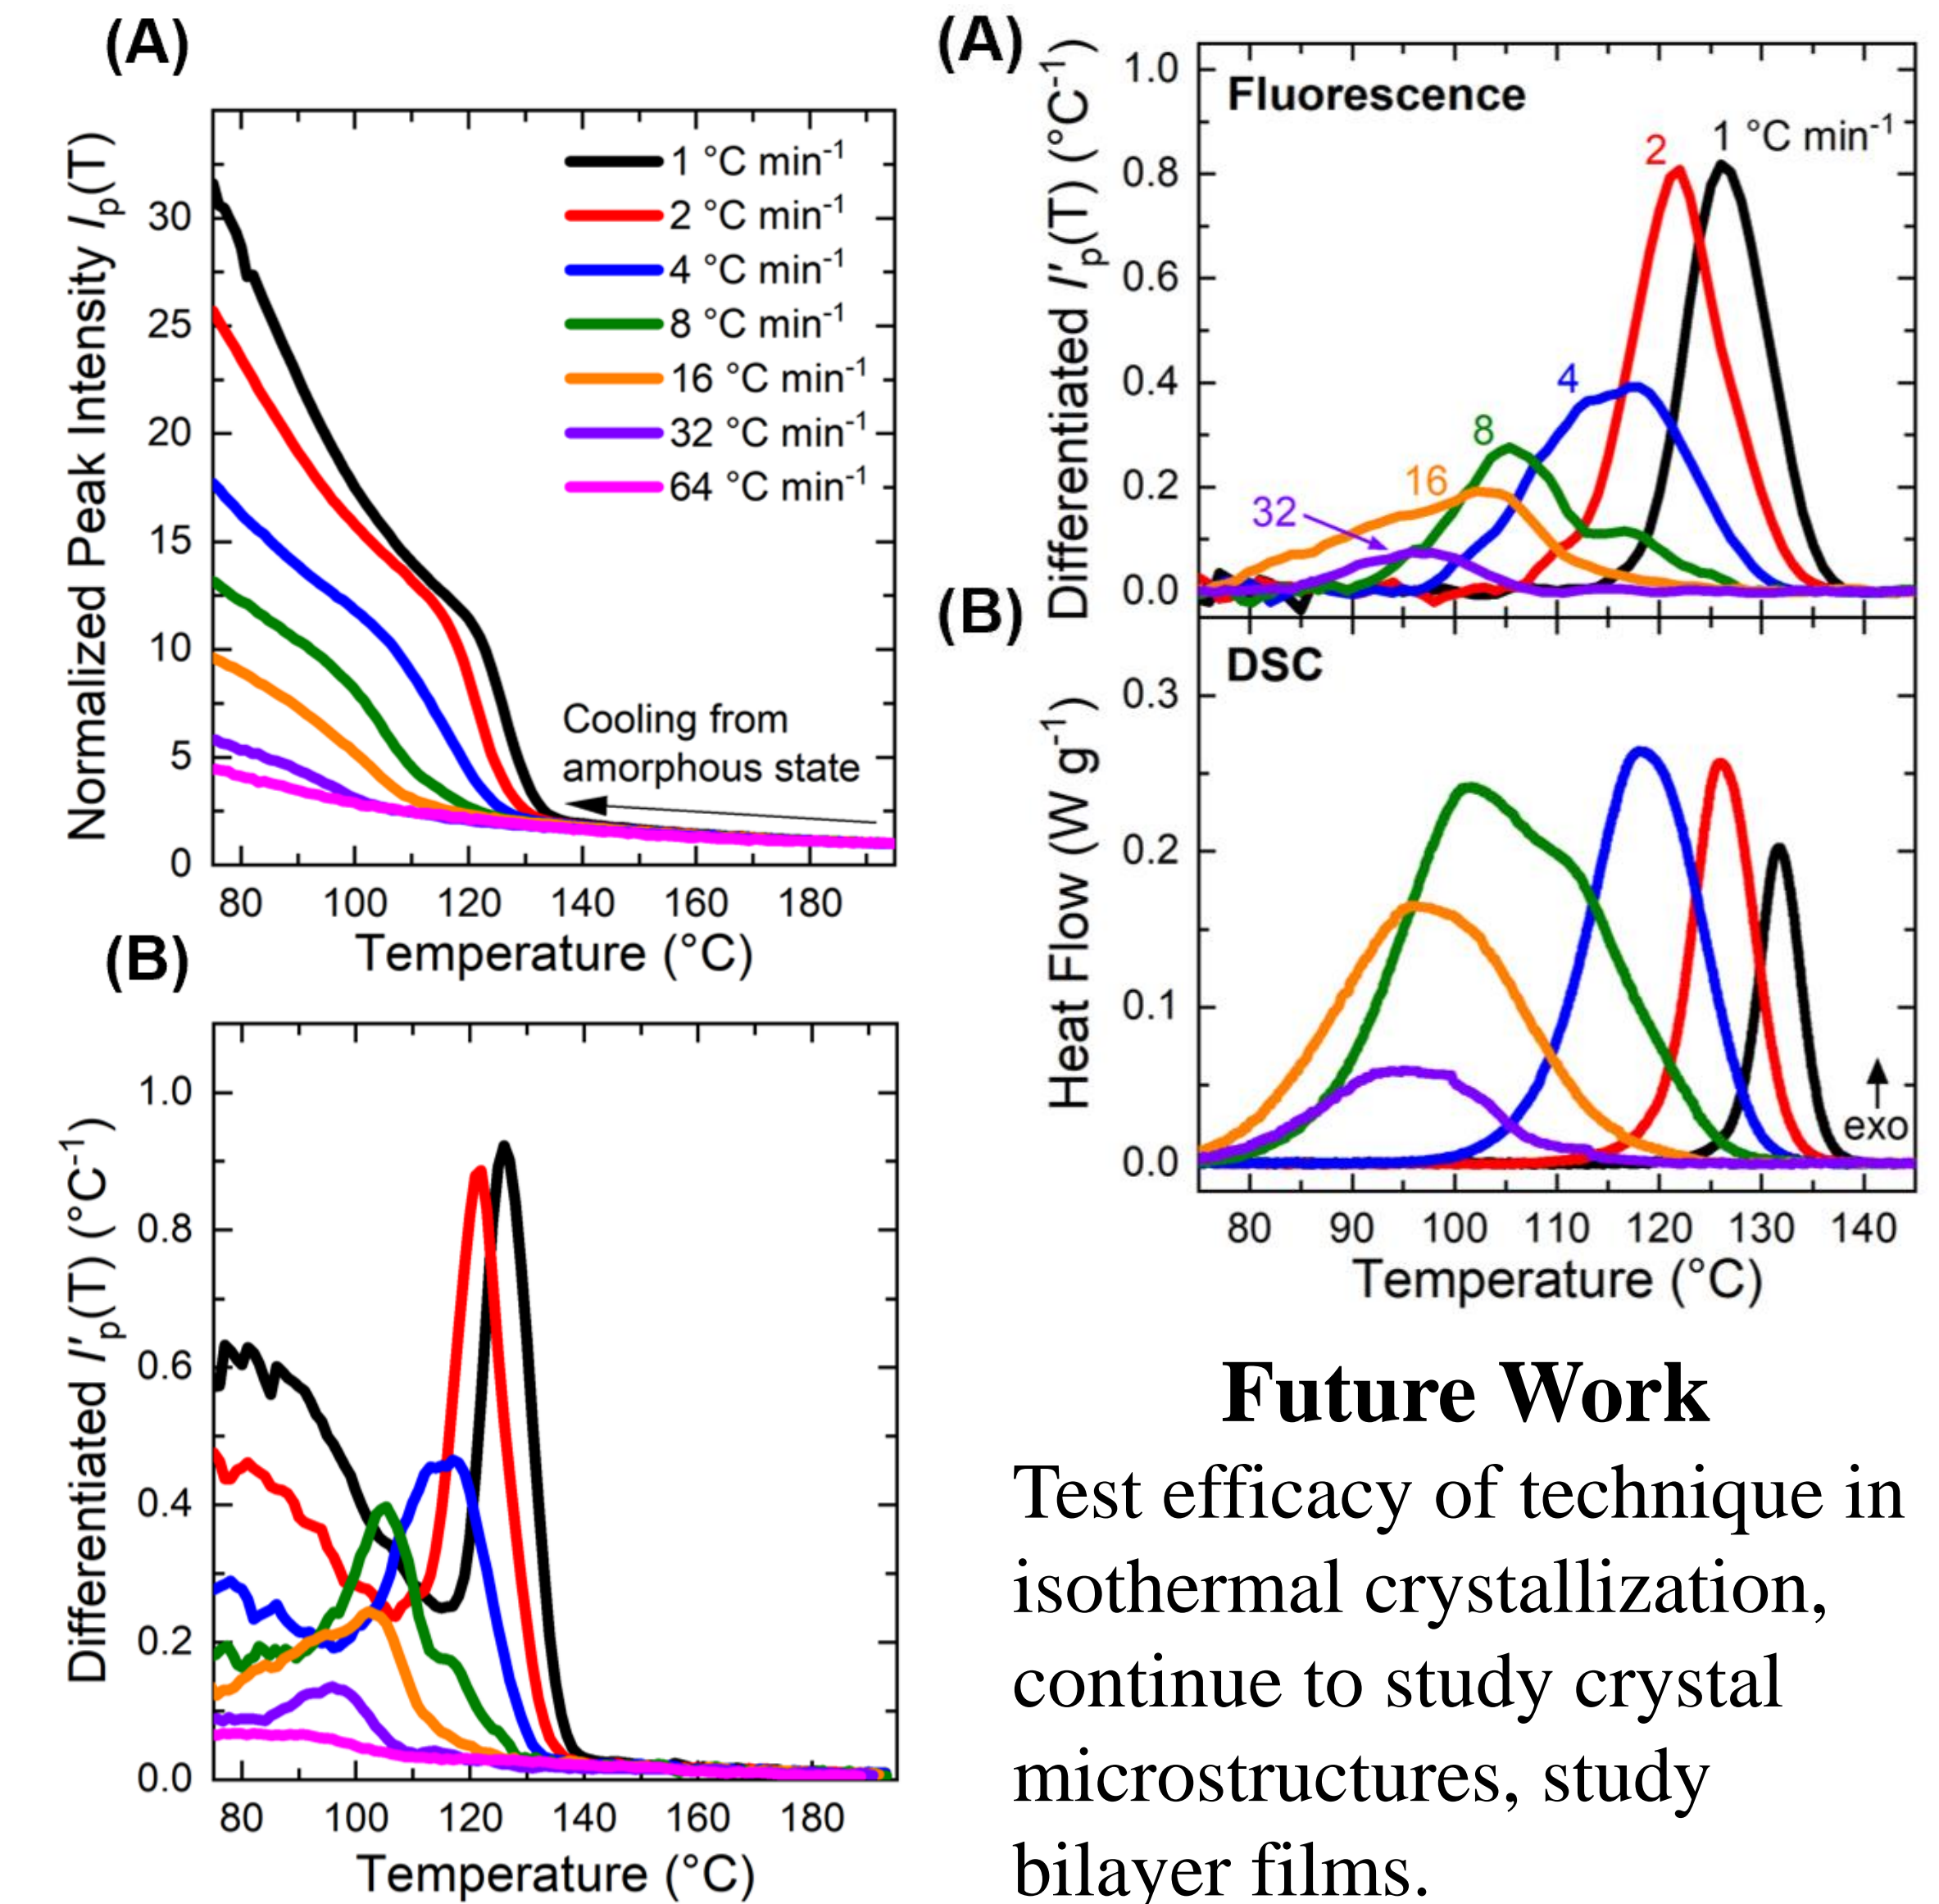 (A)
Normalized Peak Intensity Ip(T)
30
25
20
15
10
5
0
1 °C min-1
2 °C min-1
4 °C min-1
8 °C min-1
16 °C min-1
32 °C min-1
64 °C min-1
Cooling from
amorphous state
80 100 120 140 160 180
Temperature (°C)
(B)
Differentiated I'p(T) (°C-1)
1.0
0.8
0.6
0.4
0.2
0.0
80 100 120 140 160 180
Temperature (°C)
(A)
Differentiated I'p(T) (°C-1)
1.0
0.8
0.6
0.4
0.2
0.0
Fluorescence
1 °C min-1
2
4
8
16
32
(B)
Heat Flow (W g-1)
DSC
0.3
0.2
0.1
0.0
exo
80 90 100 110 120 130 140
Temperature (°C)
Future Work
Test efficacy of technique in
isothermal crystallization,
continue to study crystal
microstructures, study
bilayer films.